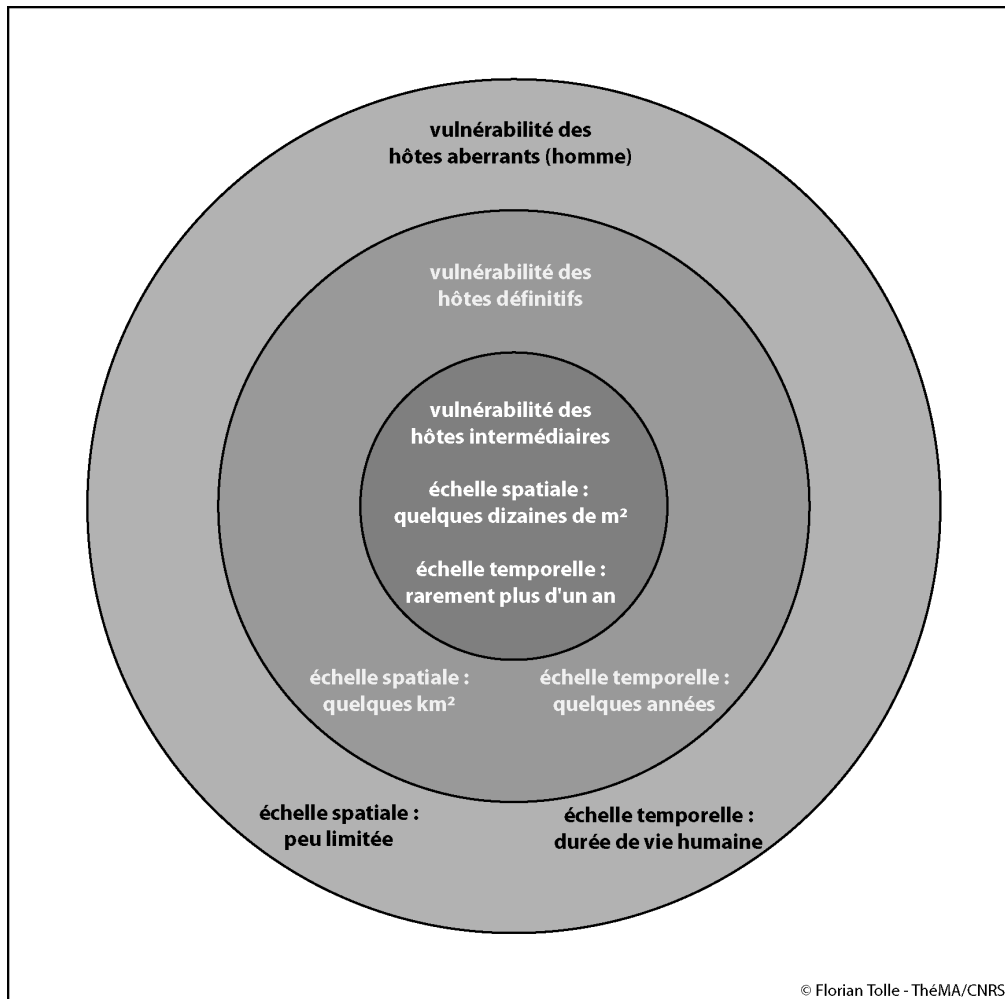 vulnérabilité des
hôtes aberrants (homme)
vulnérabilité des
hôtes définitifs
vulnérabilité des
hôtes intermédiaires
échelle spatiale :
quelques dizaines de m²
échelle temporelle :
rarement plus d'un an
échelle spatiale :
quelques km²
échelle temporelle :
quelques années
échelle spatiale :
peu limitée
échelle temporelle :
durée de vie humaine
© Florian Tolle - ThéMA/CNRS